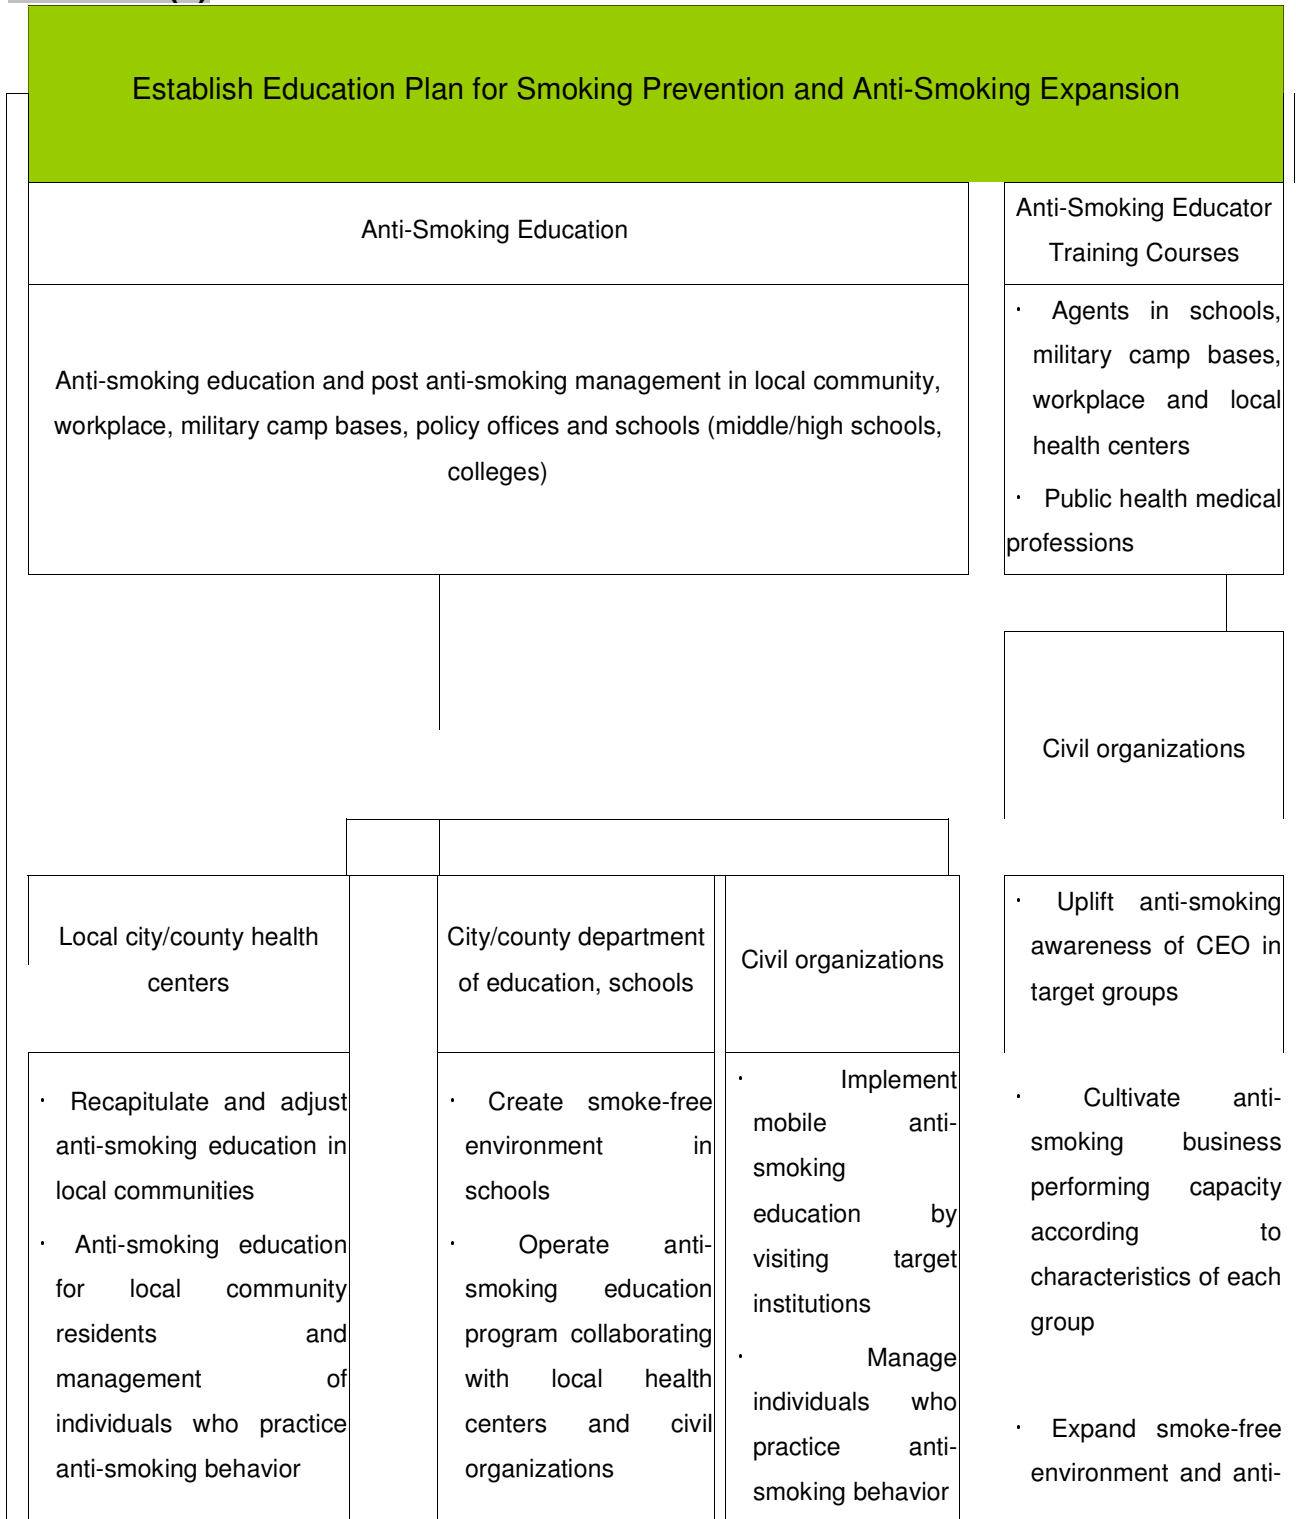 Establish Education Plan for Smoking Prevention and Anti-Smoking Expansion
Anti-Smoking Education
Anti-Smoking Educator
Training Courses
Anti-smoking education and post anti-smoking management in local community,
workplace, military camp bases, policy offices and schools (middle/high schools,
colleges)
· Agents in schools,
military camp bases,
workplace and local
health centers
· Public health medical
professions
Civil organizations
Local city/county health
centers
City/county department
of education, schools
Civil organizations
· Uplift anti-smoking
awareness of CEO in
target groups
· Recapitulate and adjust
anti-smoking education in
local communities
· Anti-smoking education
for local community
residents and
management of
individuals who practice
anti-smoking behavior
· Create smoke-free
environment in
schools
· Operate anti-
smoking education
program collaborating
with local health
centers and civil
organizations
· Implement
mobile anti-
smoking
education by
visiting target
institutions
· Manage
individuals who
practice anti-
smoking behavior
· Cultivate anti-
smoking business
performing capacity
according to
characteristics of each
group
· Expand smoke-free
environment and anti-